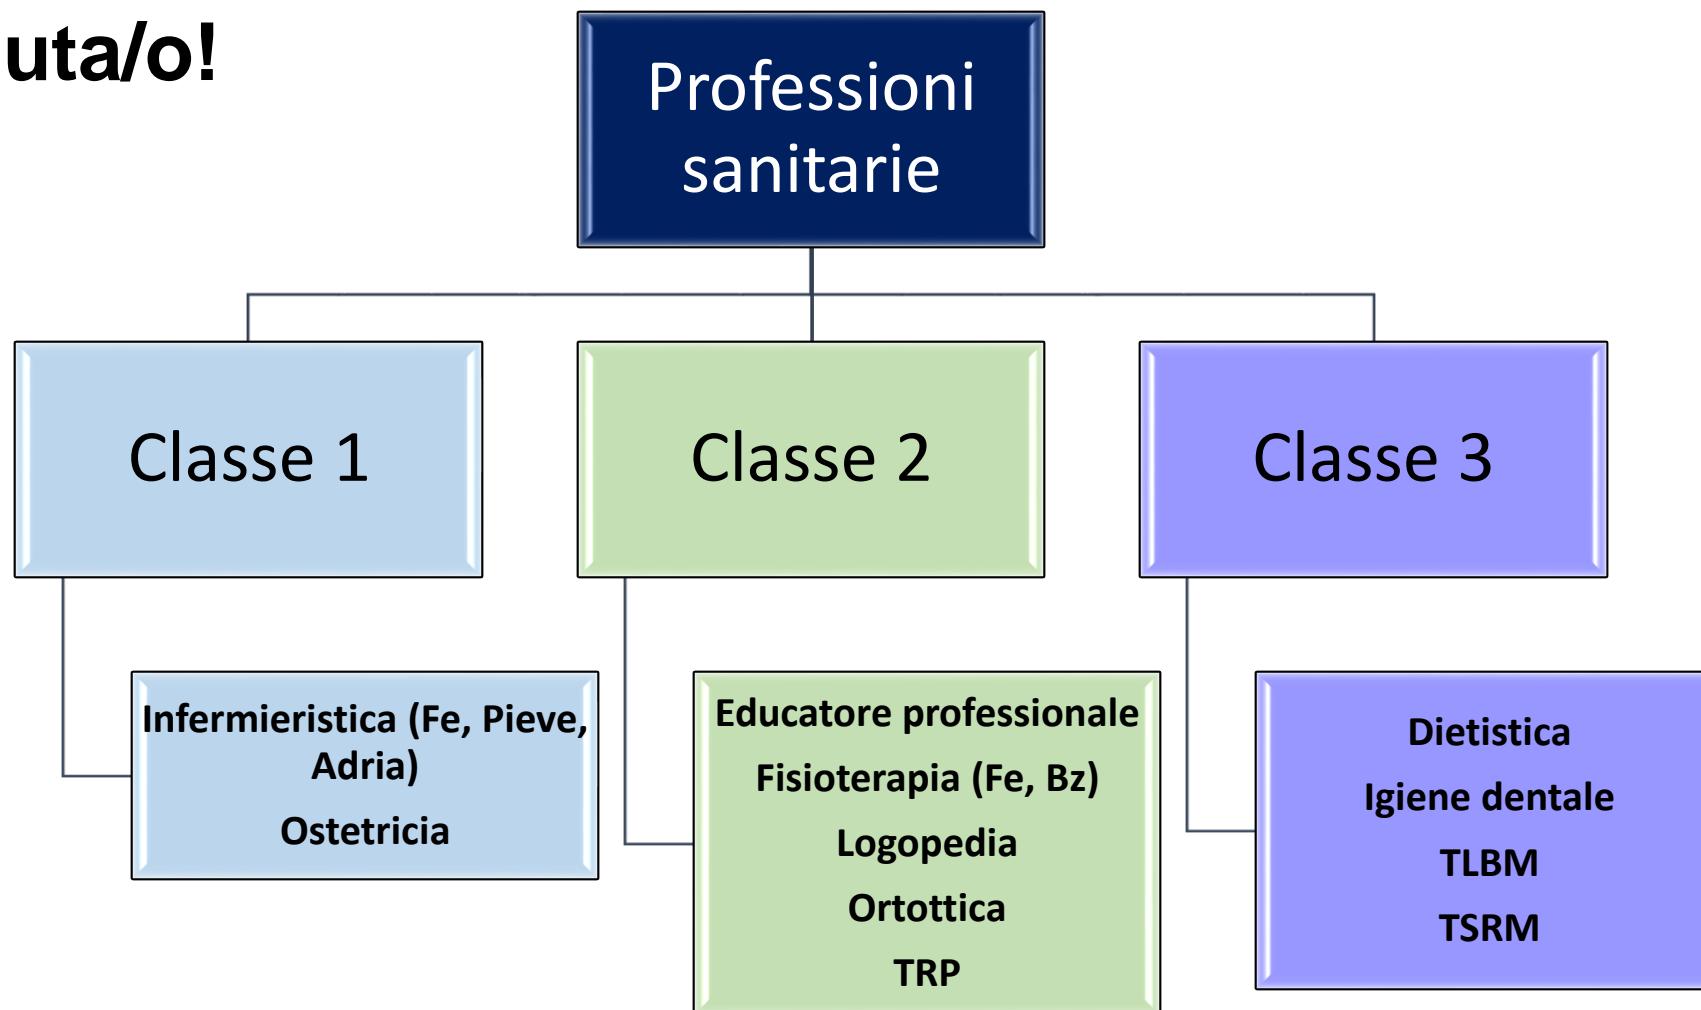 uta/o!
Professioni
sanitarie
Classe 1
Classe 2
Classe 3
Infermieristica (Fe, Pieve,
Adria)
Ostetricia
Educatore professionale
Fisioterapia (Fe, Bz)
Logopedia
Ortottica
TRP
Dietistica
Igiene dentale
TLBM
TSRM